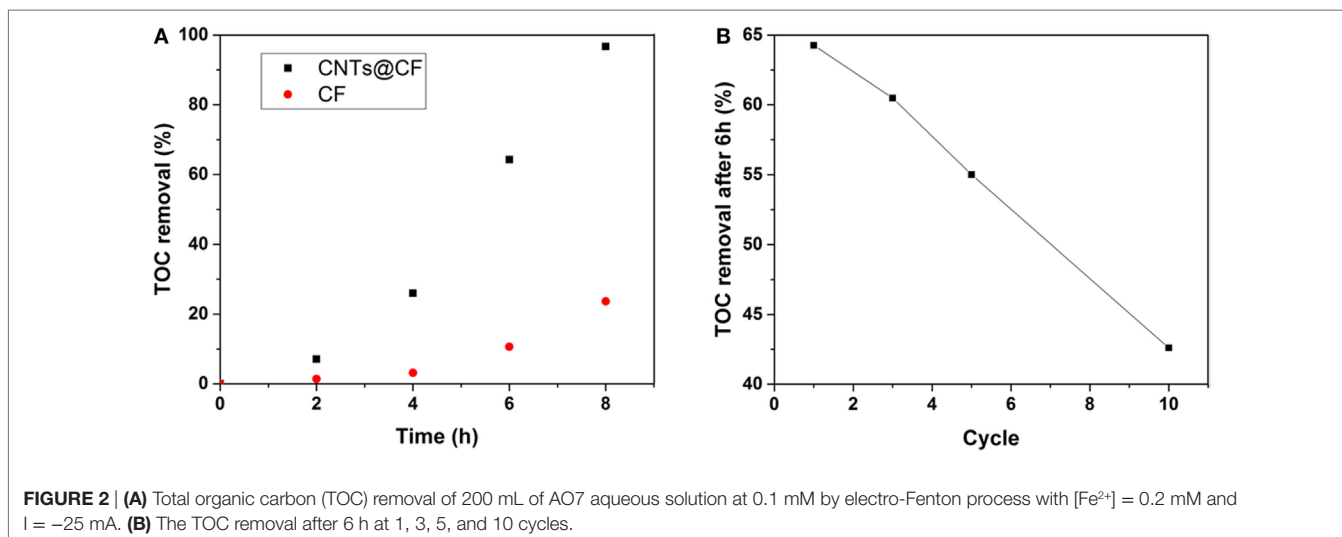 A
TOC removal (%)
100
80
60
40
20
0
CNTs@CF
CF
0 2 4 6 8
Time (h)
B
TOC removal after 6h (%)
65
60
55
50
45
40
0 2 4 6 8 10
Cycle
FIGURE 2 | (A) Total organic carbon (TOC) removal of 200 mL of AO7 aqueous solution at 0.1 mM by electro-Fenton process with [Fe²⁺] = 0.2 mM and
I = −25 mA. (B) The TOC removal after 6 h at 1, 3, 5, and 10 cycles.